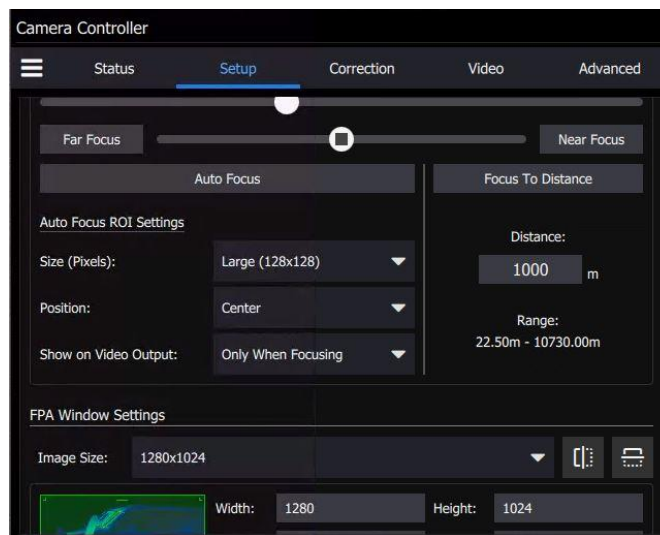 Camera Controller
Status Setup Correction Video Advanced
Far Focus Near Focus
Auto Focus Focus To Distance
Auto Focus ROI Settings
Distance:
Size (Pixels): Large (128x128)
1000 m
Position: Center
Range:
22.50m - 10730.00m
Show on Video Output: Only When Focusing
FPA Window Settings
Image Size: 1280x1024
Width: 1280 Height: 1024